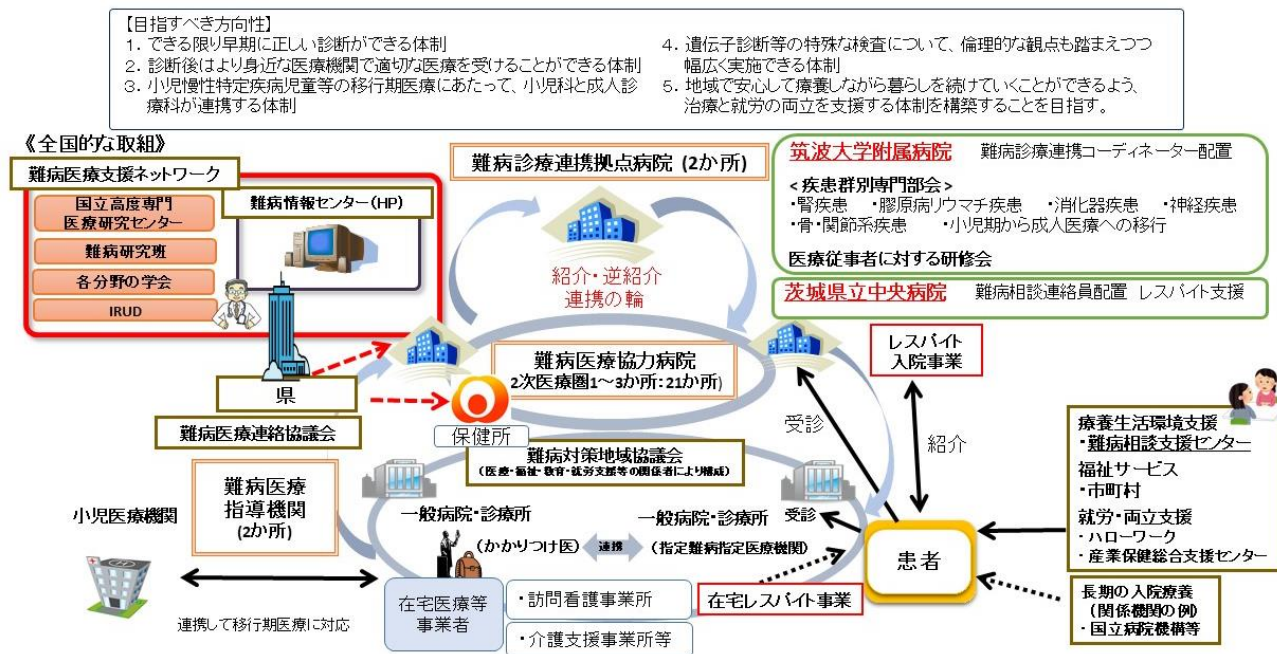 【目指すべき方向性】
1. できる限り早期に正しい診断ができる体制
2. 診断後はより身近な医療機関で適切な医療を受けることができる体制
3. 小児慢性特定疾病児童等の移行期医療にあたって、小児科と成人診
療科が連携する体制
4. 遺伝子診断等の特殊な検査について、倫理的な観点も踏まえつつ
幅広く実施できる体制
5. 地域で安心して療養しながら暮らしを続けていくことができるよう、
治療と就労の両立を支援する体制を構築することを目指す。
《全国的な取組》
難病医療支援ネットワーク
国立高度専門
医療研究センター
難病研究班
各分野の学会
IRUD
難病情報センター(HP)
難病診療連携拠点病院 (2か所)
紹介・逆紹介
連携の輪
筑波大学附属病院 難病診療連携コーディネーター配置
<疾患群別専門部会>
・腎疾患 ・膠原病リウマチ疾患 ・消化器疾患 ・神経疾患
・骨・関節系疾患 ・小児期から成人医療への移行
医療従事者に対する研修会
茨城県立中央病院 難病相談連絡員配置 レスパイト支援
難病医療協力病院
2次医療圏1～3か所:21か所)
レスパイト
入院事業
県
難病医療連絡協議会
保健所
難病対策地域協議会
(医療・福祉・教育・就労支援等の関係者により構成)
受診
紹介
療養生活環境支援
・難病相談支援センター
福祉サービス
・市町村
就労・両立支援
・ハローワーク
・産業保健総合支援センター
難病医療
指導機関
(2か所)
小児医療機関
一般病院・診療所
(かかりつけ医)
連携
一般病院・診療所
(指定難病指定医療機関)
受診
患者
連携して移行期医療に対応
在宅医療等
事業者
・訪問看護事業所
・介護支援事業所等
在宅レスパイト事業
長期の入院療養
(関係機関の例)
・国立病院機構等